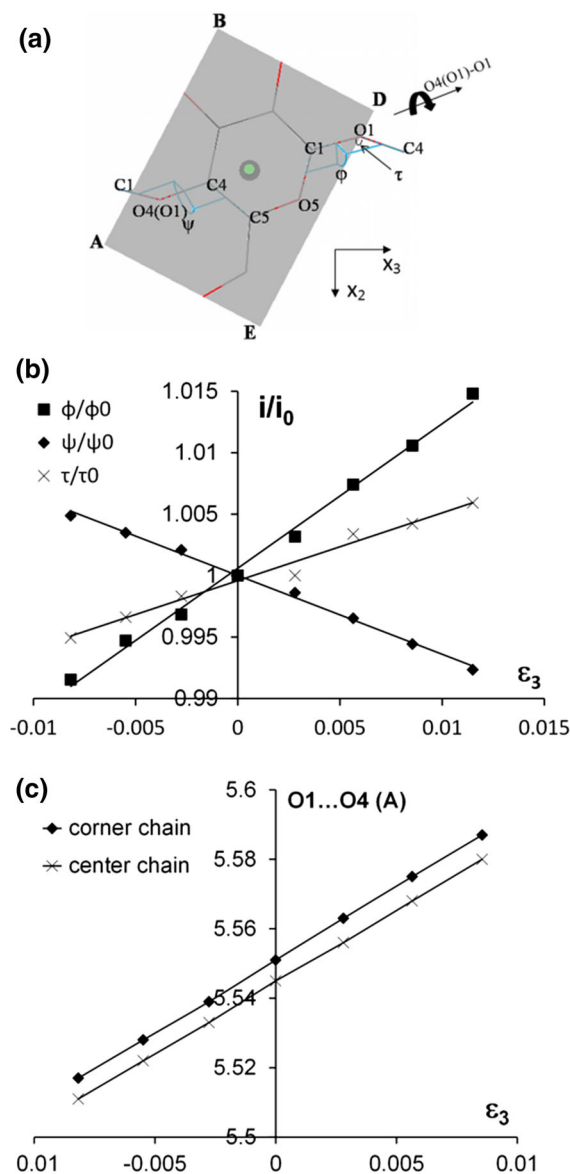 (a)
B
D
O4(O1)-O1
O1
C1
C4
φ
τ
C1
C4
O4(O1)
ψ
C5
O5
A
E
X3
X2
(b)
i/i0
1.015
1.01
1.005
1
0.995
0.99
ϕ/ϕ0
ψ/ψ0
τ/τ0
ε3
-0.01
-0.005
0
0.005
0.01
0.015
(c)
O1...O4 (A)
5.6
5.58
5.56
5.54
5.52
5.5
corner chain
center chain
ε3
0.01
-0.005
0
0.005
0.01